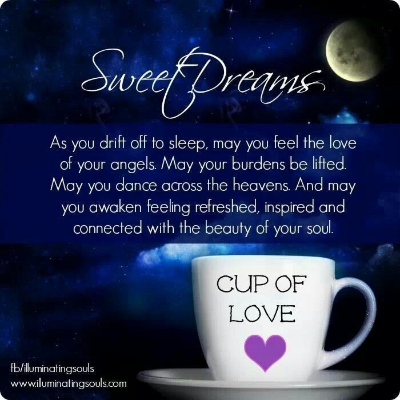 Sweet Dreams
As you drift off to sleep, may you feel the love
of your angels. May your burdens be lifted.
May you dance across the heavens. And may
you awaken feeling refreshed, inspired and
connected with the beauty of your soul.
CUP OF
LOVE
fb/illuminatingsouls
www.illuminatingsouls.com